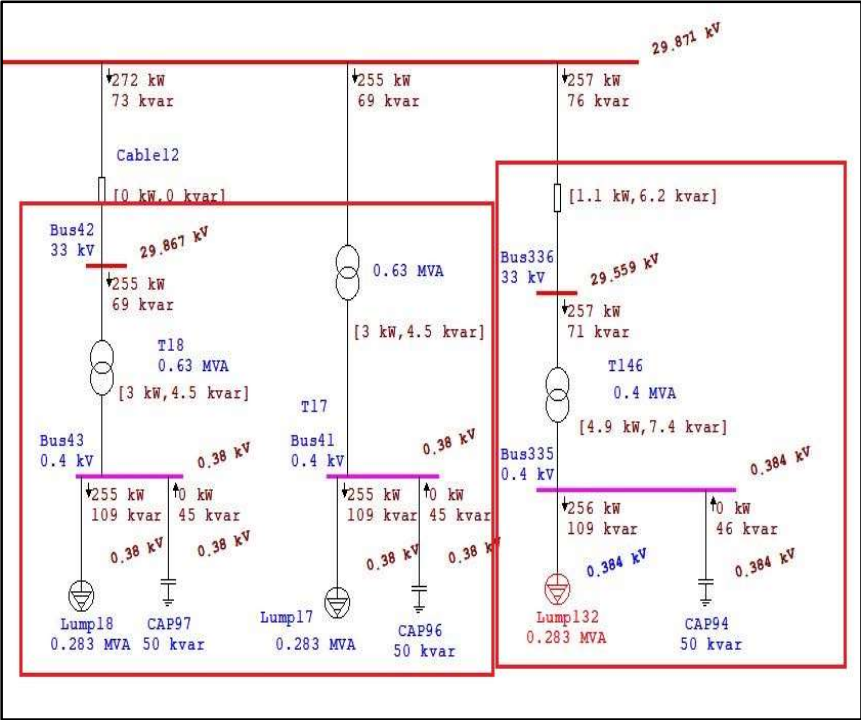 29.871 kV
272 kW
73 kvar
255 kW
69 kvar
257 kW
76 kvar
Cable12
[0 kW,0 kvar]
[1.1 kW,6.2 kvar]
Bus42
33 kV
29.867 kV
255 kW
69 kvar
0.63 MVA
Bus336
33 kV
29.559 kV
257 kW
71 kvar
[3 kW,4.5 kvar]
T18
0.63 MVA
[3 kW,4.5 kvar]
T146
0.4 MVA
[4.9 kW,7.4 kvar]
T17
Bus43
0.4 kV
0.38 kV
Bus41
0.4 kV
0.38 kV
Bus335
0.4 kV
0.384 kV
255 kW
109 kvar
0 kW
45 kvar
255 kW
109 kvar
0 kW
45 kvar
256 kW
109 kvar
0 kW
46 kvar
0.38 kV
0.38 kV
0.38 kV
0.38 kV
0.384 kV
0.384 kV
Lump18
0.283 MVA
CAP97
50 kvar
Lump17
0.283 MVA
CAP96
50 kvar
Lump132
0.283 MVA
CAP94
50 kvar